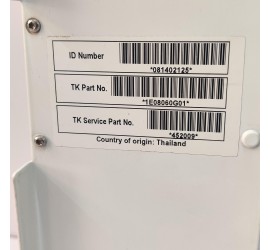 ID Number
*081402125*
TK Part No.
*1E08060G01*
TK Service Part No.
*452009*
Country of origin: Thailand